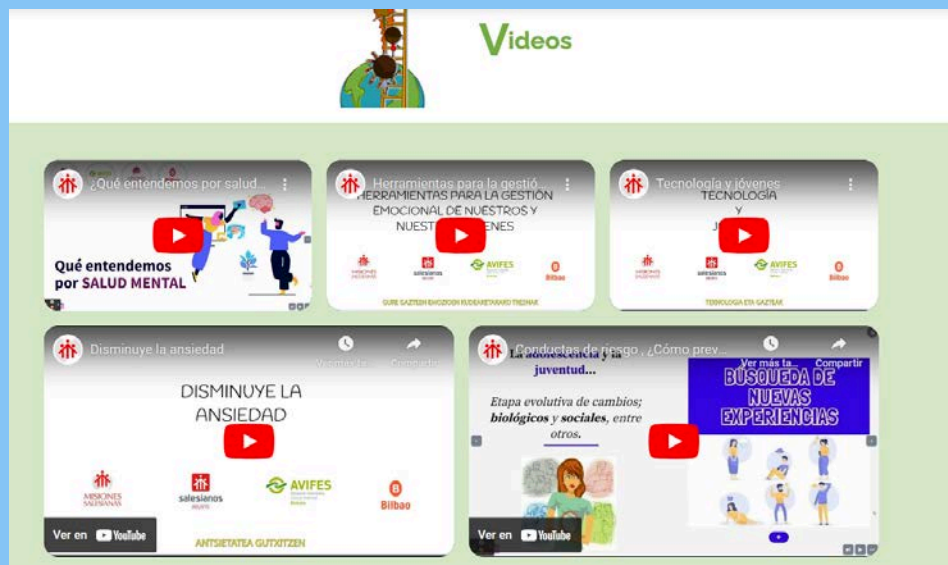 Videos
¿Qué entendemos por salud...
Qué entendemos
por SALUD MENTAL
Herramientas para la gestió...
HERRAMIENTAS PARA LA GESTIÓN
EMOCIONAL DE NUESTROS Y
MISIONES
SALESIANAS
salesianos
AVIFES
Bilbao
GURE GAZTEEN EMOZIOEN KUDEAKETARAKO TRESNAK
Tecnología y jóvenes
TECNOLOGÍA
Y
MISIONES
SALESIANAS
salesianos
AVIFES
Bilbao
TEKNOLOGIA ETA GAZTEAK
Disminuye la ansiedad
Ver más ta...
Compartir
DISMINUYE LA
ANSIEDAD
MISIONES
SALESIANAS
salesianos
DEUSTO
AVIFES
Bilbao
Ver en YouTube
ANTSIETATEA GUTXITZEN
Conductas de riesgo , ¿Cómo prev...
Ver más ta...
Compartir
La adolescencia y la
juventud...
Etapa evolutiva de cambios;
biológicos y sociales, entre
otros.
BÚSQUEDA DE
NUEVAS
EXPERIENCIAS
Ver en YouTube